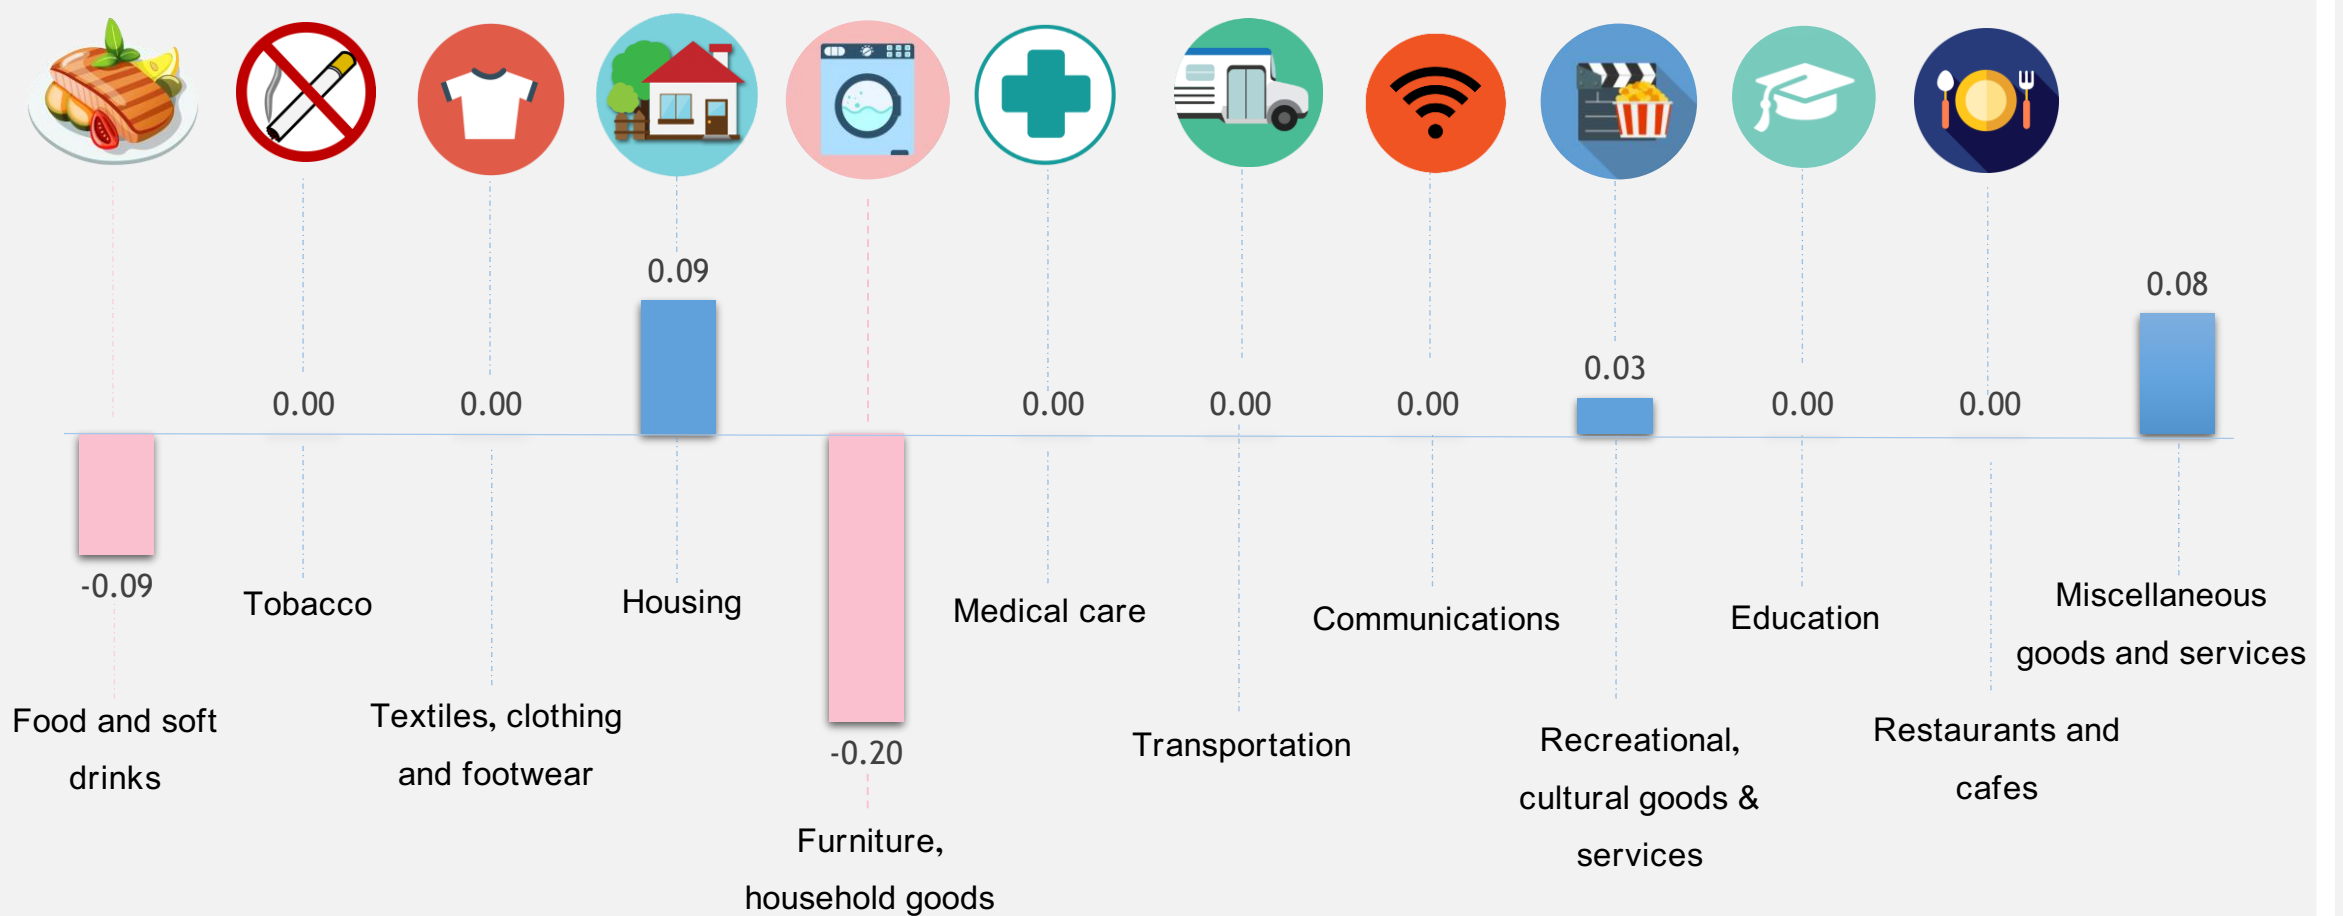 0.09
0.08
0.03
0.00
0.00
0.00
0.00
0.00
0.00
0.00
-0.09
-0.20
Tobacco
Housing
Medical care
Communications
Education
Miscellaneous
goods and services
Food and soft
drinks
Textiles, clothing
and footwear
Transportation
Recreational,
cultural goods &
services
Restaurants and
cafes
Furniture,
household goods